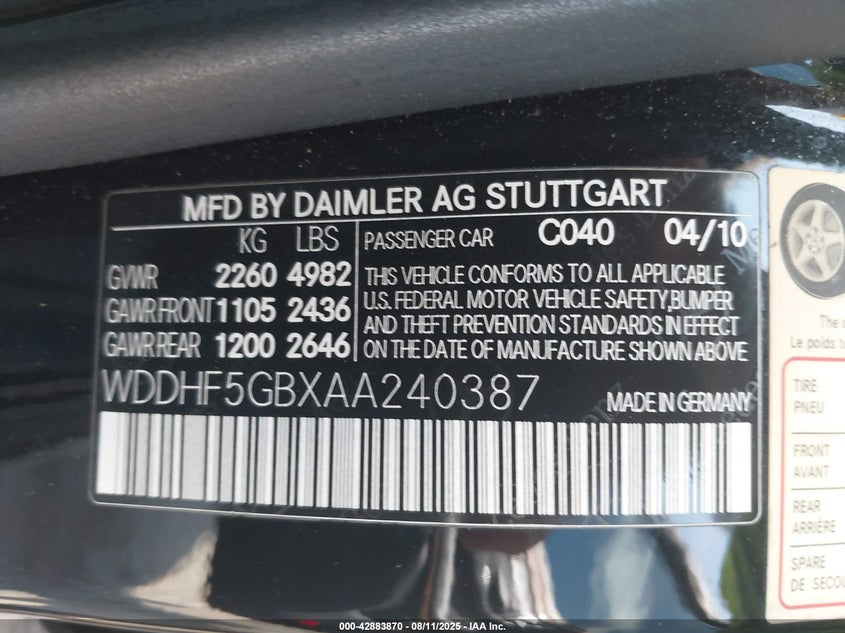 MFD BY DAIMLER AG STUTTGART
KG LBS
GVWR 2260 4982
GAWR FRONT 1105 2436
GAWR REAR 1200 2646
PASSENGER CAR C040 04/10
THIS VEHICLE CONFORMS TO ALL APPLICABLE
U.S. FEDERAL MOTOR VEHICLE SAFETY,BUMPER
AND THEFT PREVENTION STANDARDS IN EFFECT
ON THE DATE OF MANUFACTURE SHOWN ABOVE
WDDHF5GBXAA240387
MADE IN GERMANY
Le poids
TIRE
PNEU
FRONT
AVANT
REAR
ARRIÈRE
SPARE
000-42883870 - 08/11/2025 - IAA Inc.